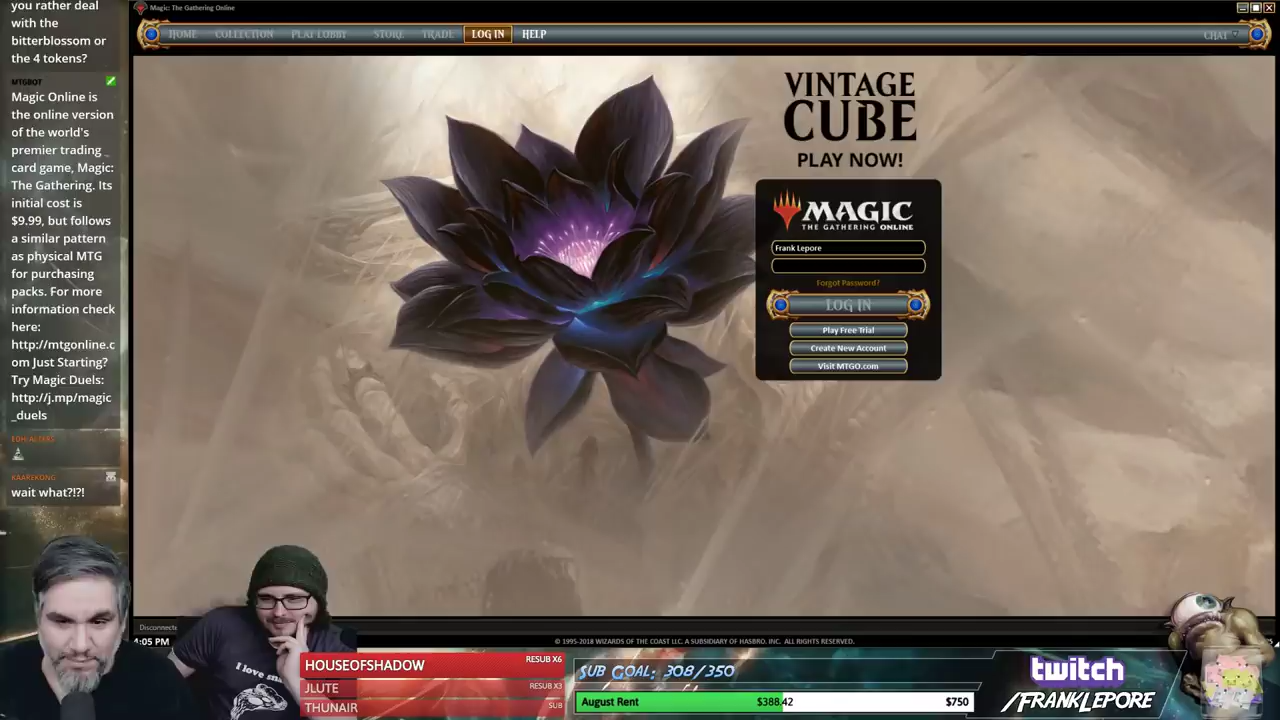 Magic: The Gathering Online
HOME
COLLECTION
PLAY LOBBY
STORE
TRADE
LOG IN
HELP
CHAT
you rather deal
with the
bitterblossom or
the 4 tokens?
MTGBOT
Magic Online is
the online version
of the world's
premier trading
card game, Magic:
The Gathering. Its
initial cost is
$9.99, but follows
a similar pattern
as physical MTG
for purchasing
packs. For more
information check
here:
http://mtgonline.c
om Just Starting?
Try Magic Duels:
http://j.mp/magic
_duels
KAAREKONG
wait what?!?!
VINTAGE
CUBE
PLAY NOW!
MAGIC
THE GATHERING ONLINE
Frank Lepore
Forgot Password?
LOG IN
Play Free Trial
Create New Account
Visit MTGO.com
Disconnecte
4:05 PM
© 1995-2018 WIZARDS OF THE COAST LLC. A SUBSIDIARY OF HASBRO, INC. ALL RIGHTS RESERVED.
I love
HOUSEOFSHADOW RESUB X6
JLUTE RESUB X3
THUNAIR SUB
SUB GOAL: 308/350
August Rent $388.42 $750
twitch
/FRANKLEPORE